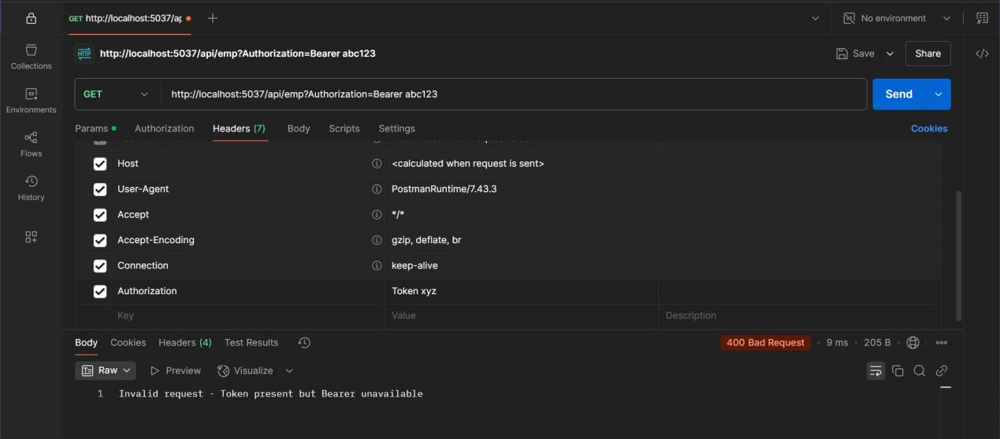 GET http://localhost:5037/ap
No environment
HTTP http://localhost:5037/api/emp?Authorization=Bearer abc123
Save
Share
Collections
GET http://localhost:5037/api/emp?Authorization=Bearer abc123
Send
Environments
Params Authorization Headers (7) Body Scripts Settings Cookies
Flows
History
Host <calculated when request is sent>
User-Agent PostmanRuntime/7.43.3
Accept */*
Accept-Encoding gzip, deflate, br
Connection keep-alive
Authorization Token xyz
Key Value Description
Body Cookies Headers (4) Test Results 400 Bad Request 9 ms 205 B
Raw Preview Visualize
1 Invalid request - Token present but Bearer unavailable